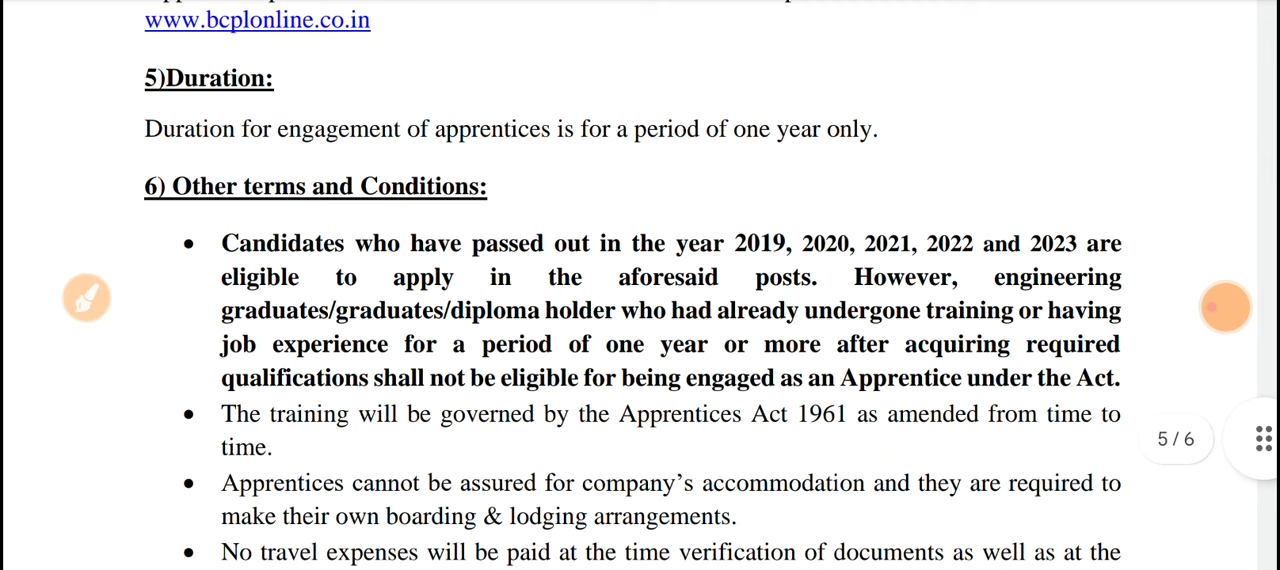 www.bcplonline.co.in
5)Duration:
Duration for engagement of apprentices is for a period of one year only.
6) Other terms and Conditions:
• Candidates who have passed out in the year 2019, 2020, 2021, 2022 and 2023 are
eligible to apply in the aforesaid posts. However, engineering
graduates/graduates/diploma holder who had already undergone training or having
job experience for a period of one year or more after acquiring required
qualifications shall not be eligible for being engaged as an Apprentice under the Act.
• The training will be governed by the Apprentices Act 1961 as amended from time to
time.
5 / 6
• Apprentices cannot be assured for company’s accommodation and they are required to
make their own boarding & lodging arrangements.
• No travel expenses will be paid at the time verification of documents as well as at the